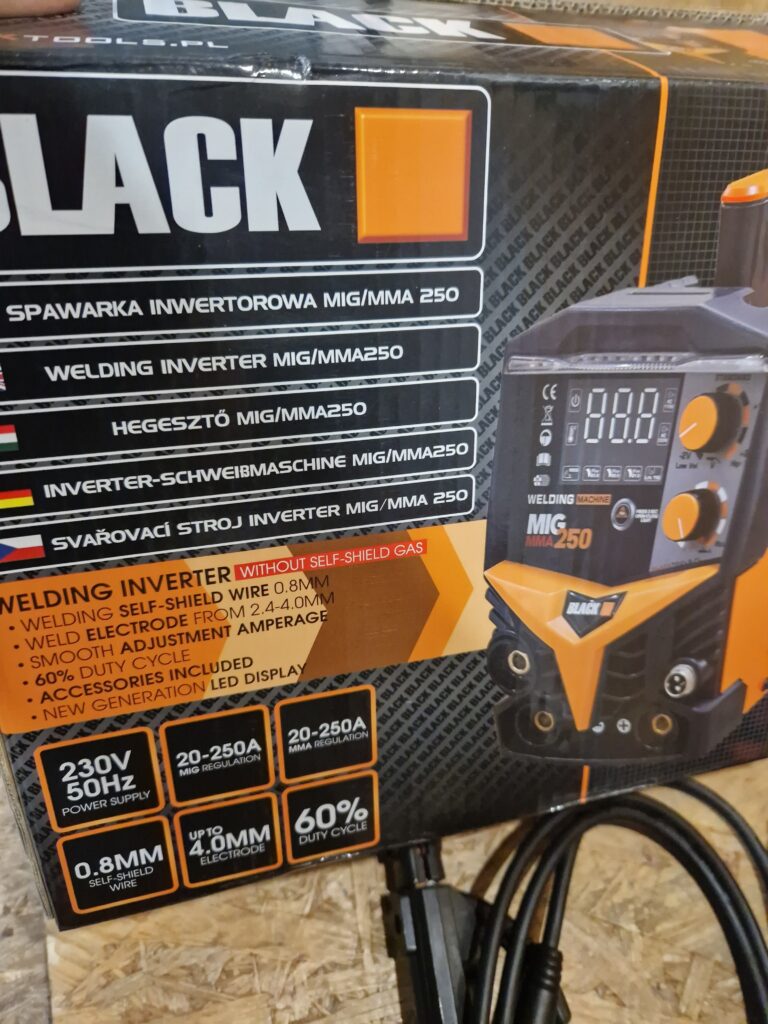 BLACK
TOOLS.PL
BLACK
SPAWARKA INWERTOROWA MIG/MMA 250
WELDING INVERTER MIG/MMA250
HEGESZTŐ MIG/MMA250
INVERTER-SCHWEIßMASCHINE MIG/MMA250
SVAŘOVACÍ STROJ INVERTER MIG/MMA 250
WELDING INVERTER WITHOUT SELF-SHIELD GAS
• WELDING SELF-SHIELD WIRE 0.8MM
• WELD ELECTRODE FROM 2.4-4.0MM
• SMOOTH ADJUSTMENT AMPERAGE
• 60% DUTY CYCLE
• ACCESSORIES INCLUDED
• NEW GENERATION LED DISPLAY
230V
50Hz
POWER SUPPLY
20-250A
MIG REGULATION
20-250A
MMA REGULATION
0.8MM
SELF-SHIELD
WIRE
UP TO
4.0MM
ELECTRODE
60%
DUTY CYCLE
CE
88.8
WELDING MACHINE
MIG
MMA 250
BLACK